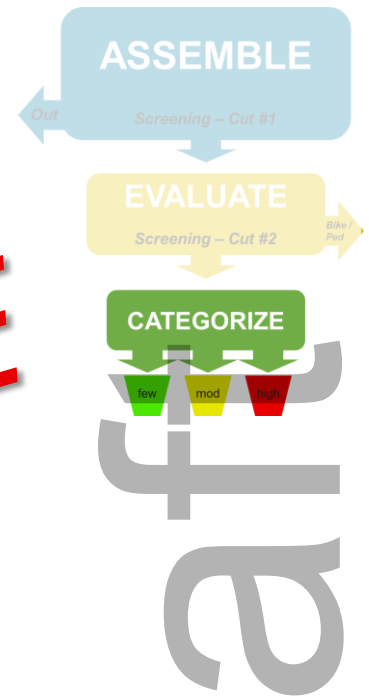 ASSEMBLE
Out
Screening – Cut #1
EVALUATE
Screening – Cut #2
Bike /
Ped
CATEGORIZE
few mod high
aft